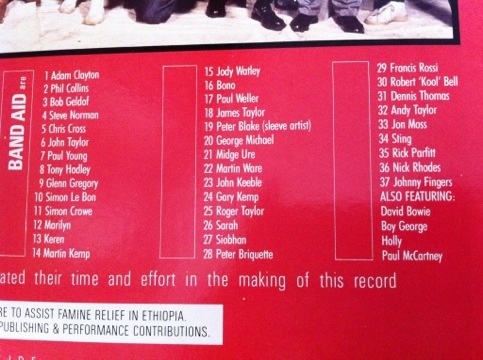 BAND AID are
1 Adam Clayton
2 Phil Collins
3 Bob Geldof
4 Steve Norman
5 Chris Cross
6 John Taylor
7 Paul Young
8 Tony Hadley
9 Glenn Gregory
10 Simon Le Bon
11 Simon Crowe
12 Marilyn
13 Keren
14 Martin Kemp
15 Jody Watley
16 Bono
17 Paul Weller
18 James Taylor
19 Peter Blake (sleeve artist)
20 George Michael
21 Midge Ure
22 Martin Ware
23 John Keeble
24 Gary Kemp
25 Roger Taylor
26 Sarah
27 Siobhan
28 Peter Briquette
29 Francis Rossi
30 Robert 'Kool' Bell
31 Dennis Thomas
32 Andy Taylor
33 Jon Moss
34 Sting
35 Rick Parfitt
36 Nick Rhodes
37 Johnny Fingers
ALSO FEATURING:
David Bowie
Boy George
Holly
Paul McCartney
ated their time and effort in the making of this record
RE TO ASSIST FAMINE RELIEF IN ETHIOPIA.
PUBLISHING & PERFORMANCE CONTRIBUTIONS.